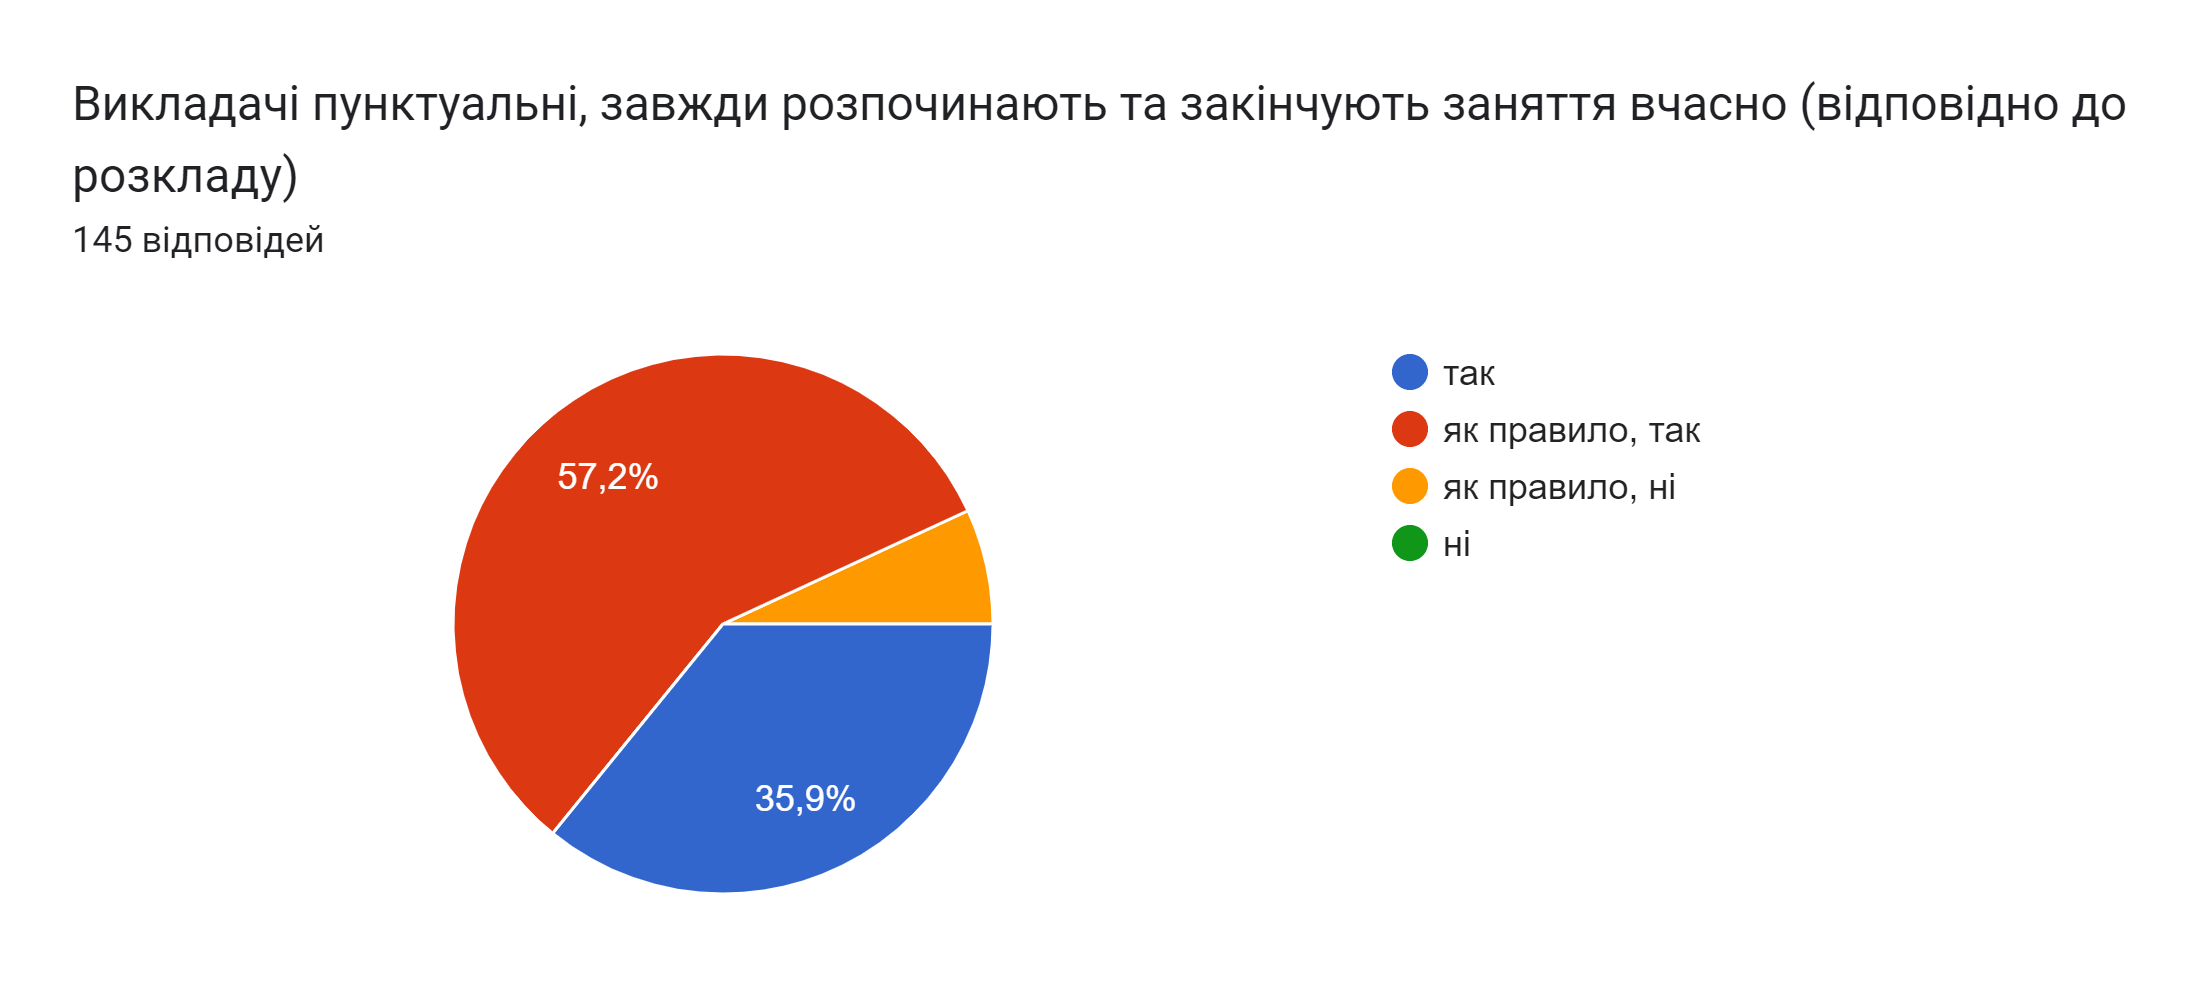 Викладачі пунктуальні, завжди розпочинають та закінчують заняття вчасно (відповідно до
розкладу)
145 відповідей
57,2%
35,9%
так
як правило, так
як правило, ні
ні